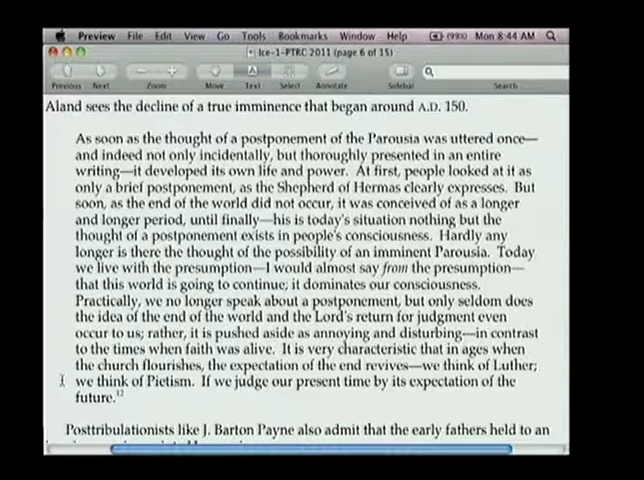 Preview File Edit View Go Tools Bookmarks Window Help Mon 8:44 AM
Ice-1-PTRC 2011 (page 6 of 15)
Previous Next Zoom Move Text Select Annotate Sidebar Search
Aland sees the decline of a true imminence that began around A.D. 150.
As soon as the thought of a postponement of the Parousia was uttered once—
and indeed not only incidentally, but thoroughly presented in an entire
writing—it developed its own life and power. At first, people looked at it as
only a brief postponement, as the Shepherd of Hermas clearly expresses. But
soon, as the end of the world did not occur, it was conceived of as a longer
and longer period, until finally—his is today's situation nothing but the
thought of a postponement exists in people's consciousness. Hardly any
longer is there the thought of the possibility of an imminent Parousia. Today
we live with the presumption—I would almost say from the presumption—
that this world is going to continue; it dominates our consciousness.
Practically, we no longer speak about a postponement, but only seldom does
the idea of the end of the world and the Lord's return for judgment even
occur to us; rather, it is pushed aside as annoying and disturbing—in contrast
to the times when faith was alive. It is very characteristic that in ages when
the church flourishes, the expectation of the end revives—we think of Luther;
we think of Pietism. If we judge our present time by its expectation of the
future.12
Posttribulationists like J. Barton Payne also admit that the early fathers held to an